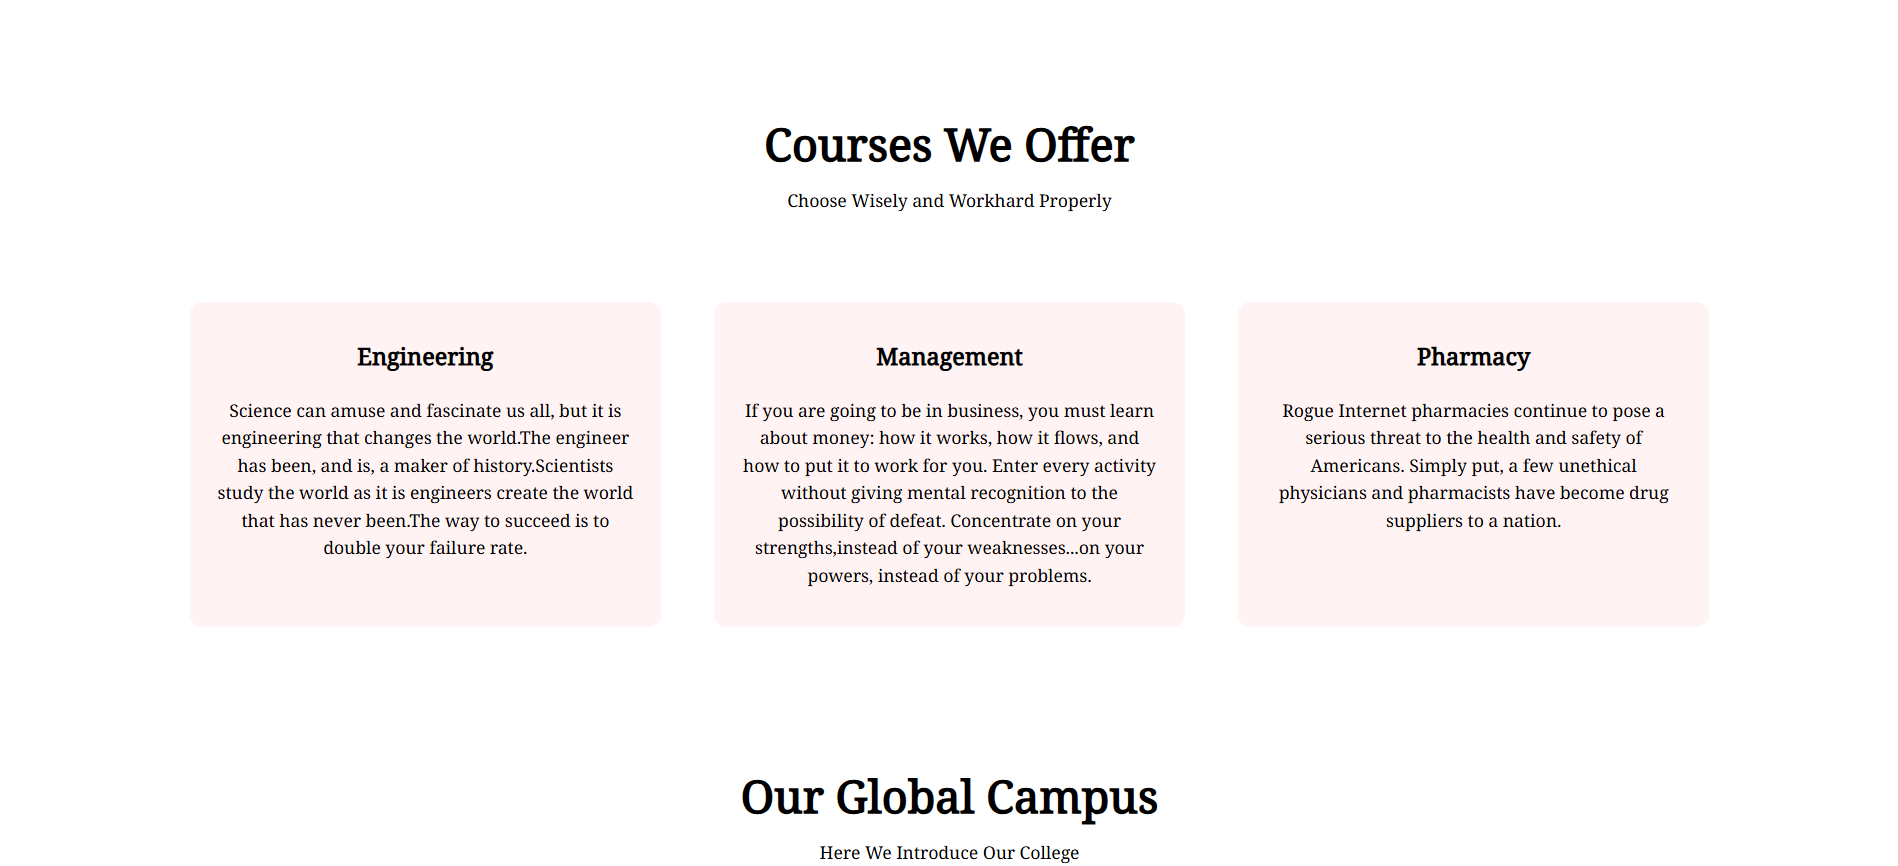 Courses We Offer
Choose Wisely and Workhard Properly
Engineering
Science can amuse and fascinate us all, but it is
engineering that changes the world.The engineer
has been, and is, a maker of history.Scientists
study the world as it is engineers create the world
that has never been.The way to succeed is to
double your failure rate.
Management
If you are going to be in business, you must learn
about money: how it works, how it flows, and
how to put it to work for you. Enter every activity
without giving mental recognition to the
possibility of defeat. Concentrate on your
strengths,instead of your weaknesses...on your
powers, instead of your problems.
Pharmacy
Rogue Internet pharmacies continue to pose a
serious threat to the health and safety of
Americans. Simply put, a few unethical
physicians and pharmacists have become drug
suppliers to a nation.
Our Global Campus
Here We Introduce Our College